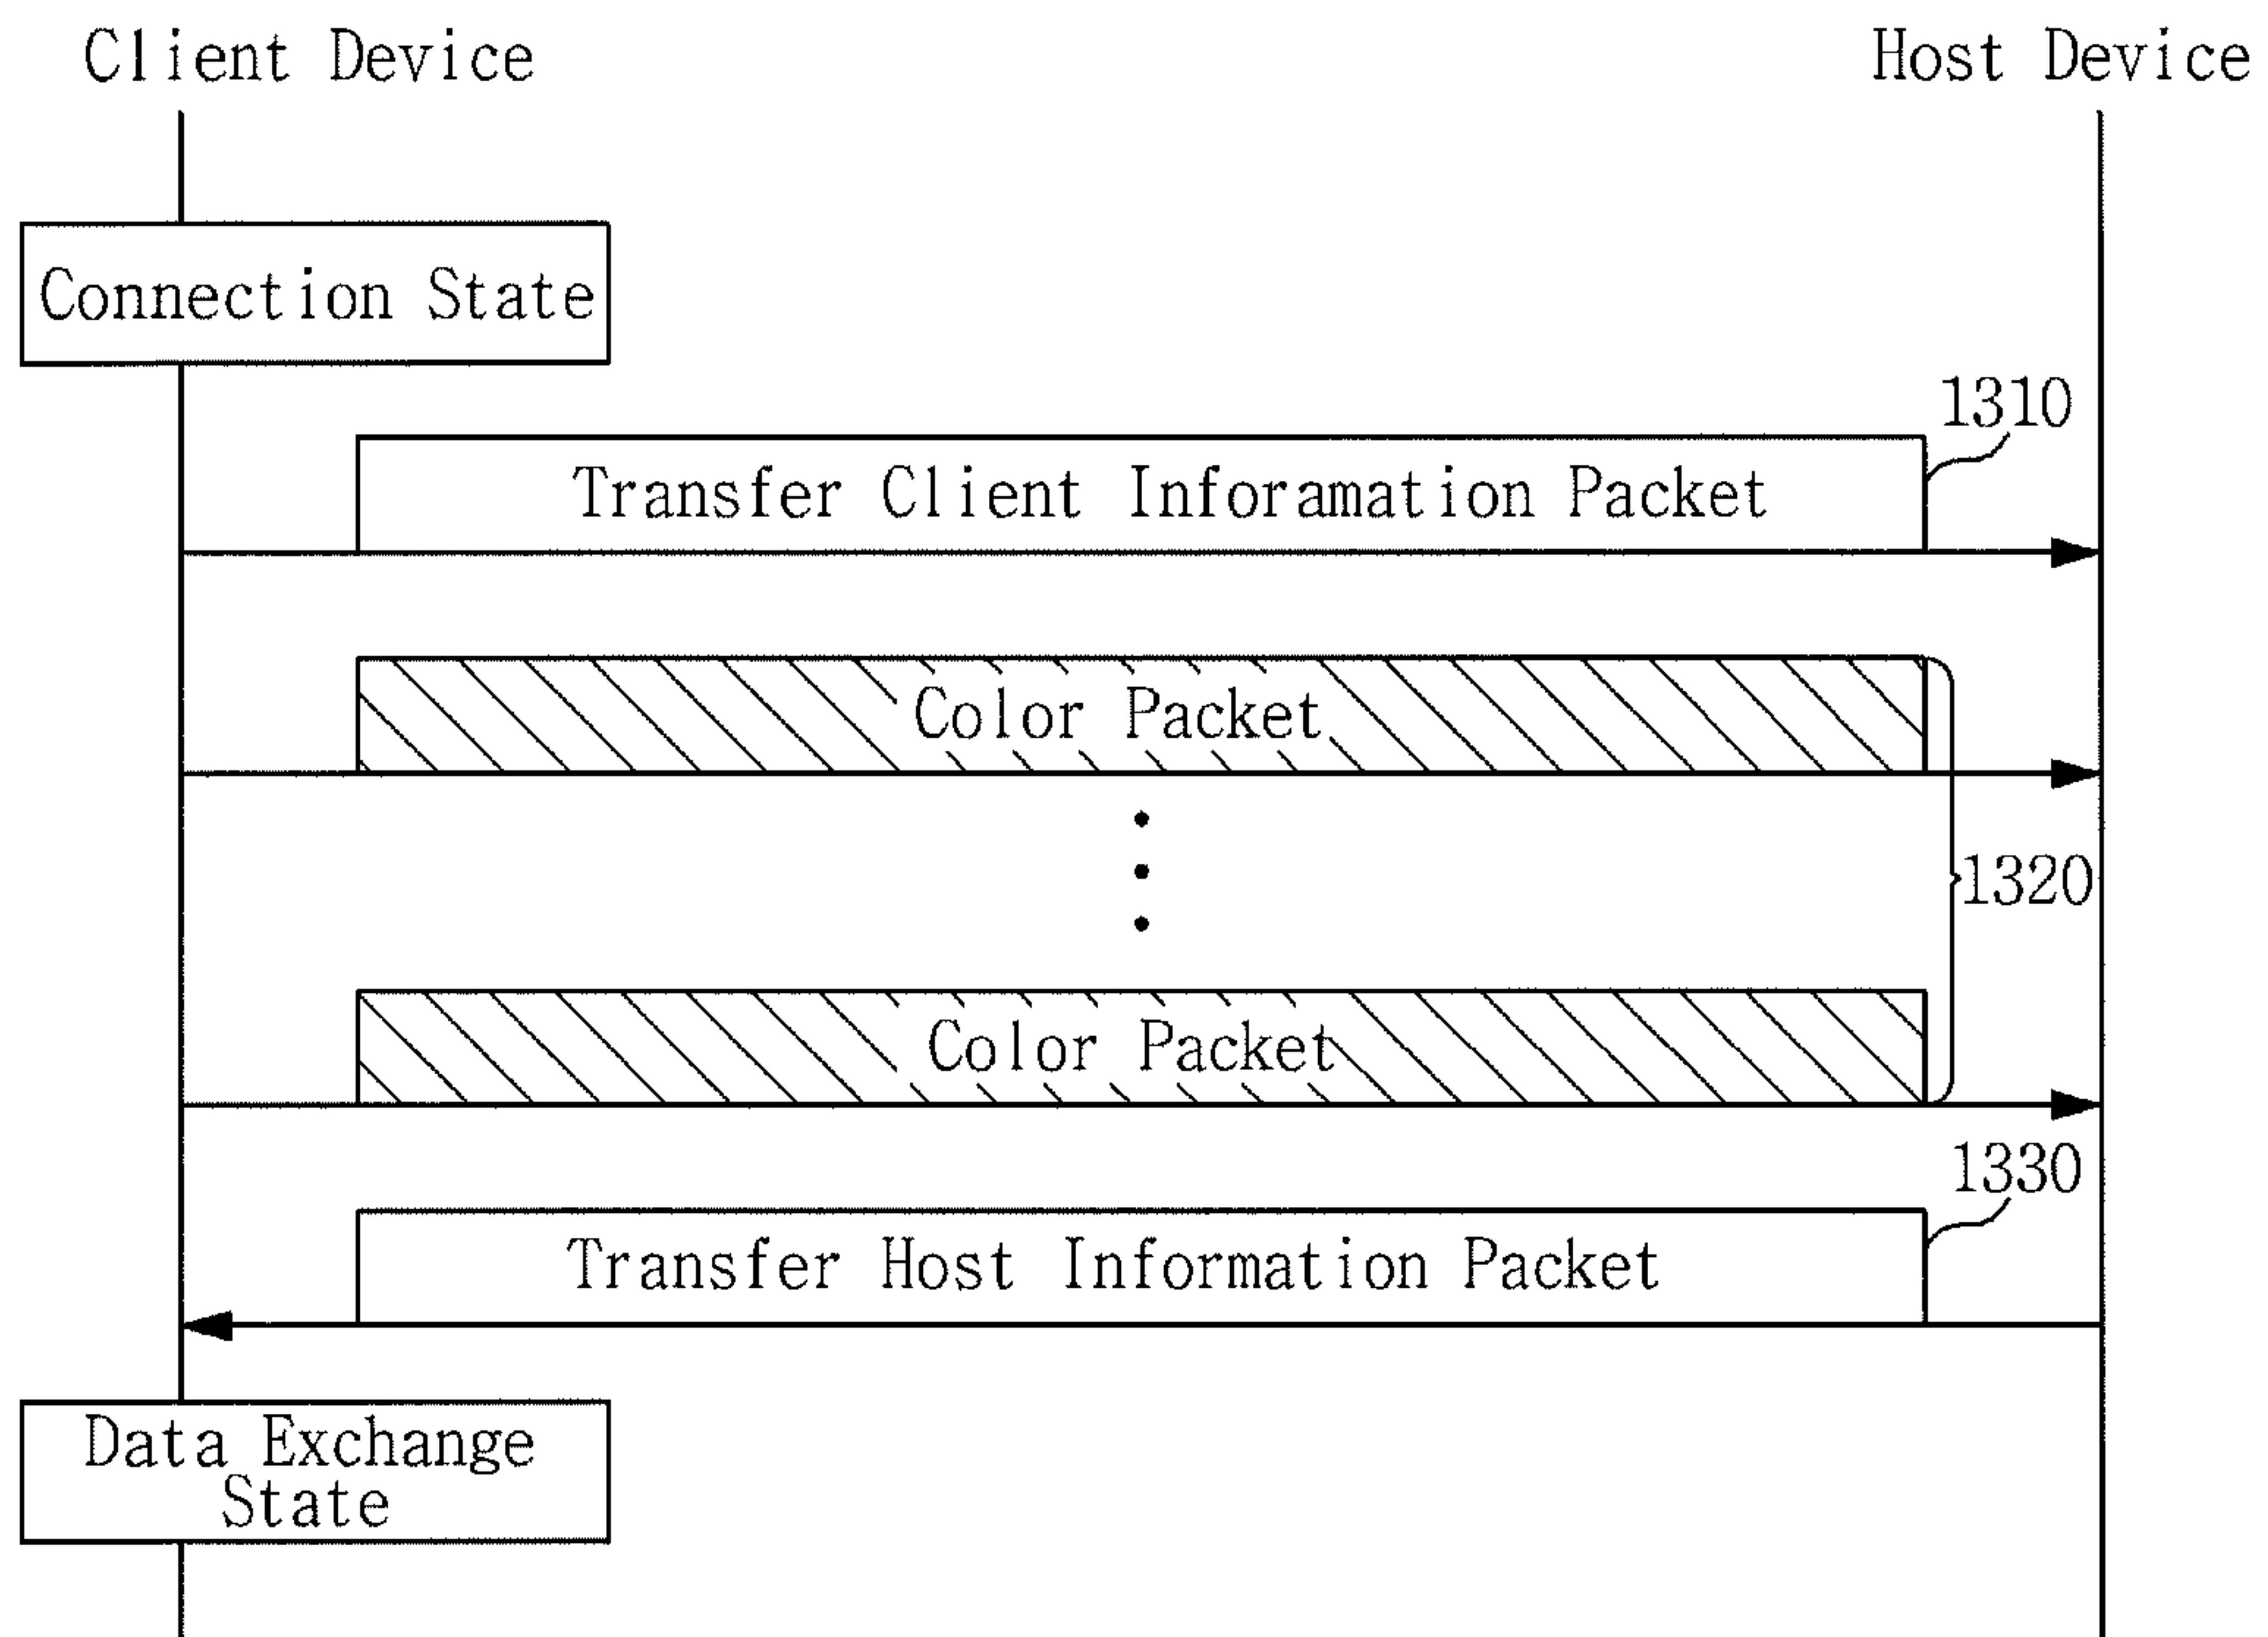 Client Device
Host Device
Connection State
1310
Transfer Client Inforamation Packet
Color Packet
1320
Color Packet
1330
Transfer Host Information Packet
Data Exchange
State